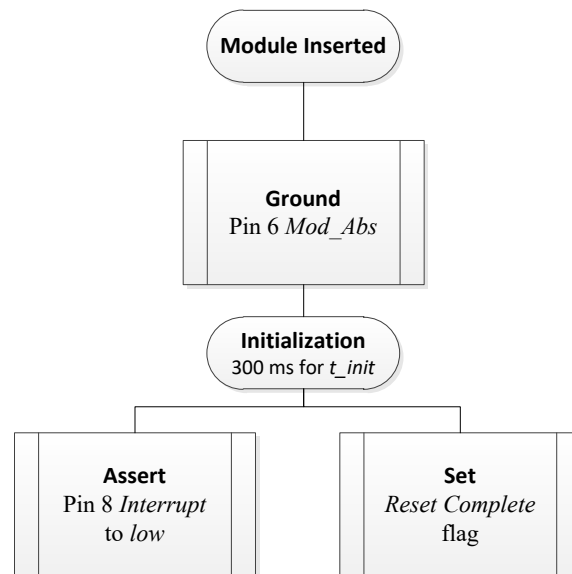 Module Inserted
Ground
Pin 6 Mod_Abs
Initialization
300 ms for t_init
Assert
Pin 8 Interrupt
to low
Set
Reset Complete
flag